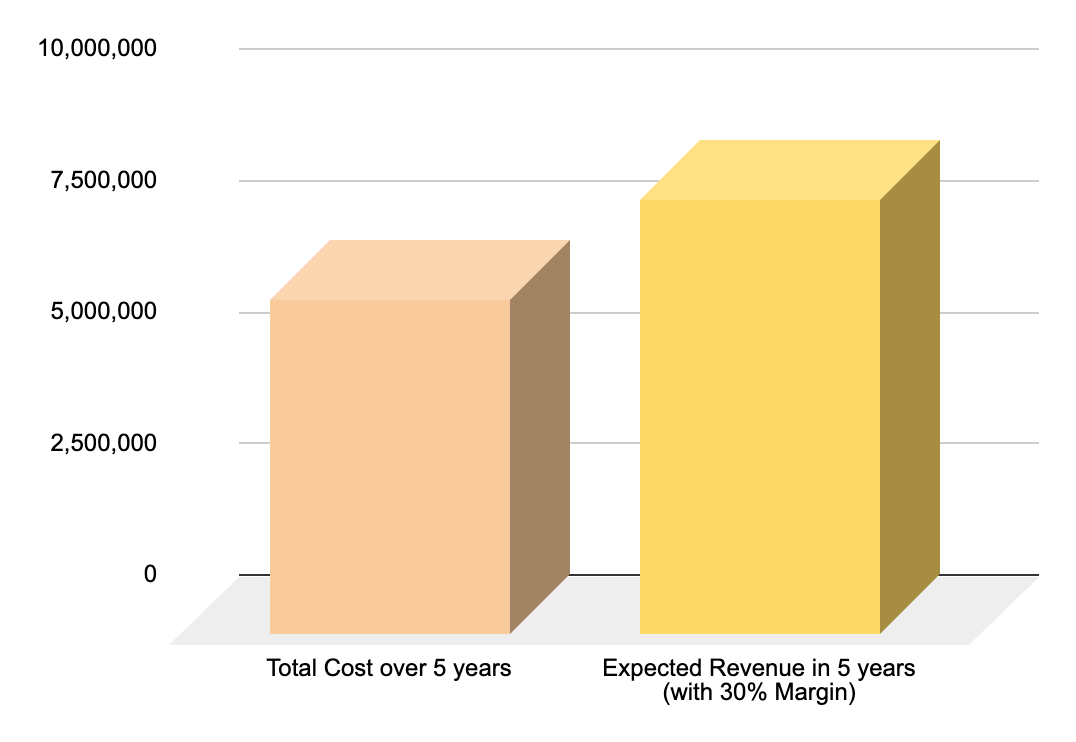 10,000,000
7,500,000
5,000,000
2,500,000
0
Total Cost over 5 years
Expected Revenue in 5 years
(with 30% Margin)